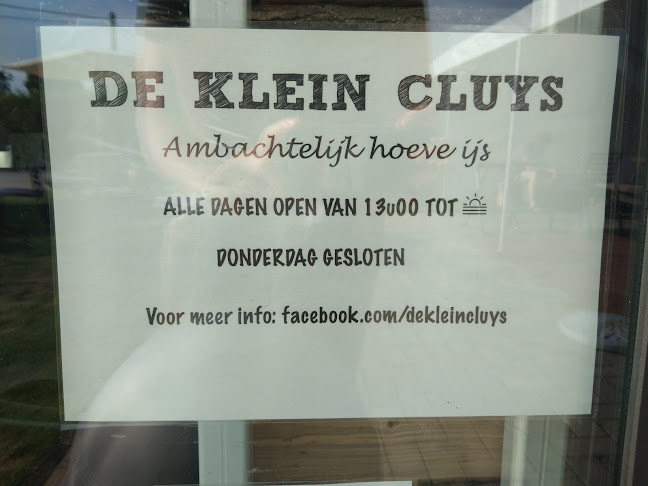 DE KLEIN CLUYS
Ambachtelijk hoeve ijs
ALLE DAGEN OPEN VAN 13u00 TOT
DONDERDAG GESLOTEN
Voor meer info: facebook.com/dekleincluys